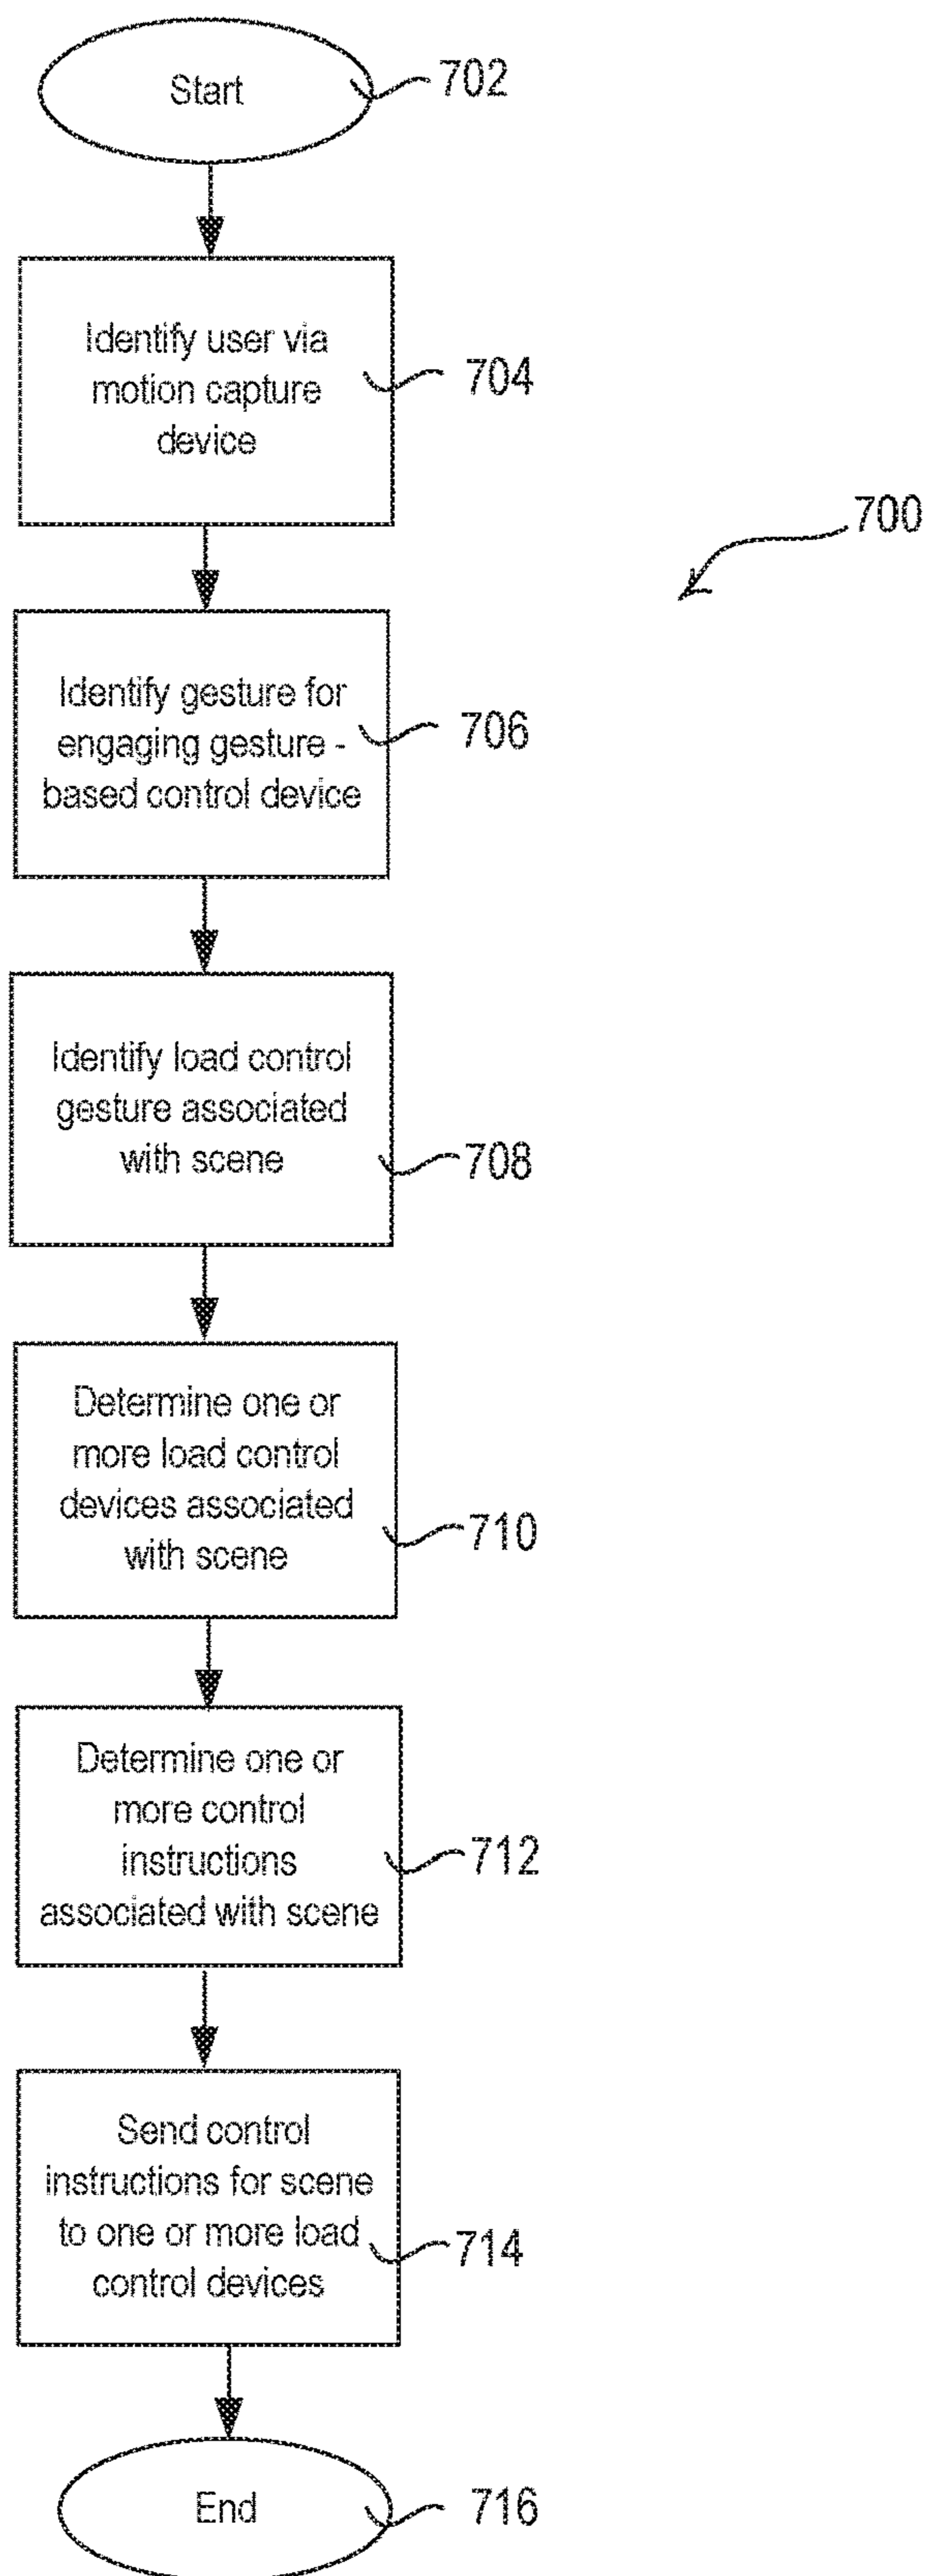 Start
702
Identify user via
motion capture
device
704
700
Identify gesture for
engaging gesture -
based control device
706
Identify load control
gesture associated
with scene
708
Determine one or
more load control
devices associated
with scene
710
Determine one or
more control
instructions
associated with scene
712
Send control
instructions for scene
to one or more load
control devices
714
End
716